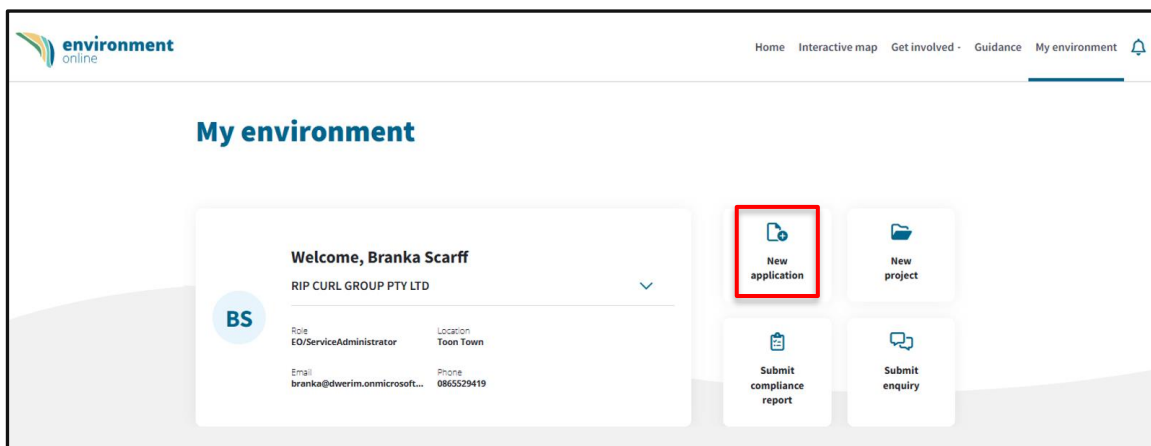 environment
online
Home Interactive map Get involved - Guidance My environment
My environment
Welcome, Branka Scarff
RIP CURL GROUP PTY LTD
BS
Role
EO/ServiceAdministrator
Location
Toon Town
Email
branka@dwerim.onmicrosoft...
Phone
0865529419
New
application
New
project
Submit
compliance
report
Submit
enquiry